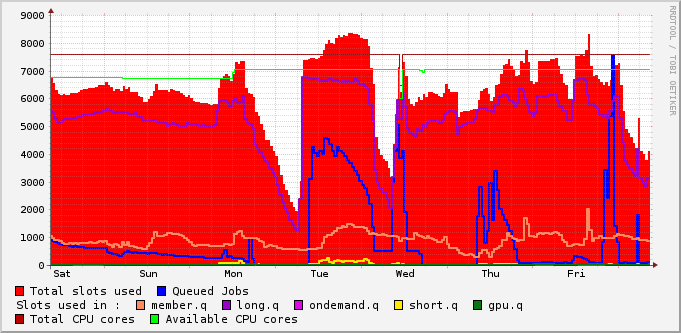 9000
8000
7000
6000
5000
4000
3000
2000
1000
0
Sat Sun Mon Tue Wed Thu Fri
RRDTOOL / TOBI OETIKER
Total slots used Queued Jobs
Slots used in : member.q long.q ondemand.q short.q gpu.q
Total CPU cores Available CPU cores